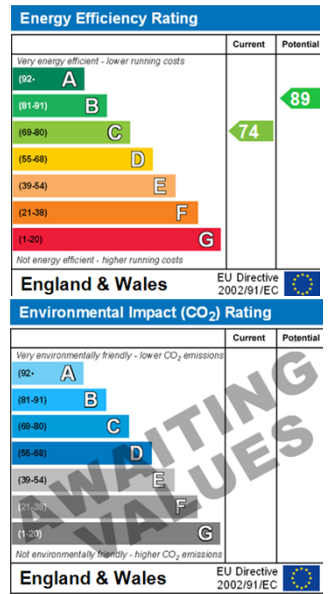 Energy Efficiency Rating
Current Potential
Very energy efficient - lower running costs
(92- A
(81-91) B
(69-80) C
(55-68) D
(39-54) E
(21-38) F
(1-20) G
74
89
Not energy efficient - higher running costs
England & Wales
EU Directive
2002/91/EC
Environmental Impact (CO2) Rating
Current Potential
Very environmentally friendly - lower CO2 emissions
(92- A
(81-91) B
(69-80) C
(55-68) D
(39-54) E
(21-38) F
(1-20) G
AWAITING
VALUES
Not environmentally friendly - higher CO2 emissions
England & Wales
EU Directive
2002/91/EC